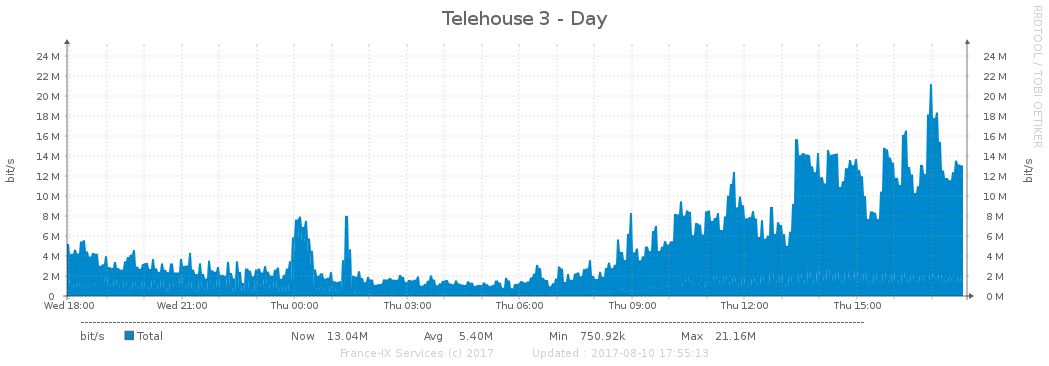 Telehouse 3 - Day
RRDTOOL / TOBI OETIKER
bit/s
24 M 24 M
22 M 22 M
20 M 20 M
18 M 18 M
16 M 16 M
14 M 14 M
12 M 12 M
10 M 10 M
8 M 8 M
6 M 6 M
4 M 4 M
2 M 2 M
0 0 M
bit/s
Wed 18:00 Wed 21:00 Thu 00:00 Thu 03:00 Thu 06:00 Thu 09:00 Thu 12:00 Thu 15:00
bit/s Total Now 13.04M Avg 5.40M Min 750.92k Max 21.16M
France-IX Services (c) 2017 Updated : 2017-08-10 17:55:13